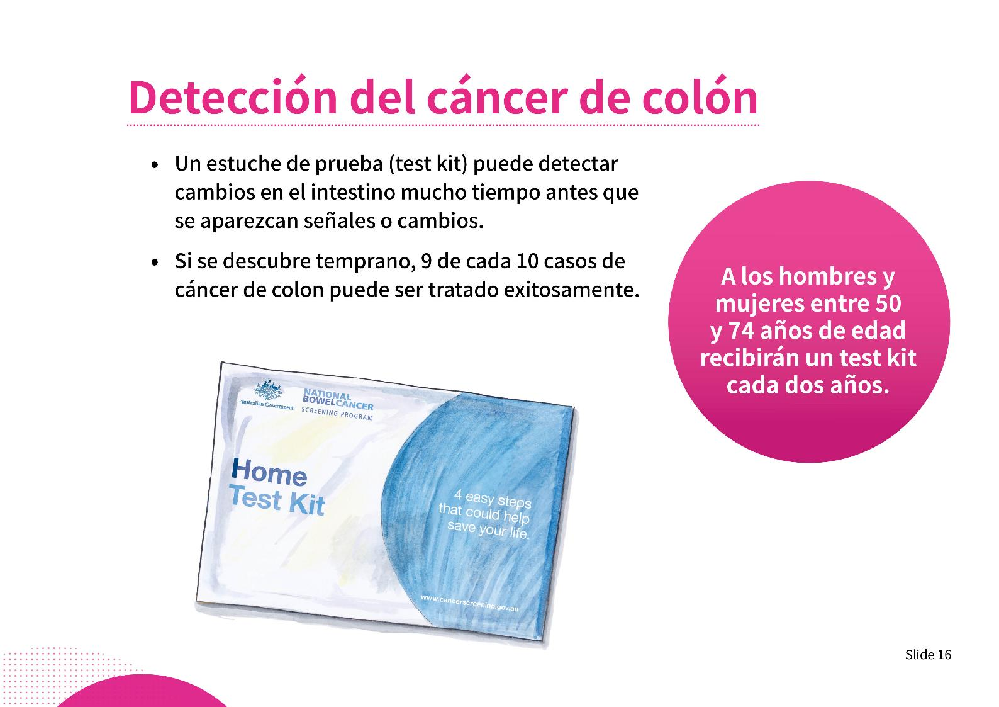 Detección del cáncer de colón
• Un estuche de prueba (test kit) puede detectar
cambios en el intestino mucho tiempo antes que
se aparezcan señales o cambios.
• Si se descubre temprano, 9 de cada 10 casos de
cáncer de colon puede ser tratado exitosamente.
A los hombres y
mujeres entre 50
y 74 años de edad
recibirán un test kit
cada dos años.
Australian Government
NATIONAL
BOWELCANCER
SCREENING PROGRAM
Home
Test Kit
4 easy steps
that could help
save your life.
www.cancerscreening.gov.au
Slide 16